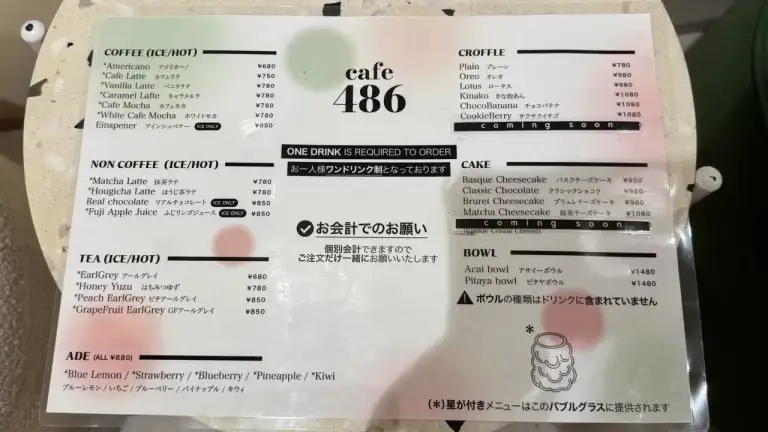 COFFEE (ICE/HOT)
*Americano アメリカーノ ¥680
*Cafe Latte カフェラテ ¥750
*Vanilla Latte バニララテ ¥780
*Caramel Latte キャラメルラテ ¥780
*Cafe Mocha カフェモカ ¥780
*White Cafe Mocha ホワイトモカ ¥780
Einspener アインシュペナー ICE ONLY ¥850
NON COFFEE (ICE/HOT)
*Matcha Latte 抹茶ラテ ¥780
*Hougicha Latte ほうじ茶ラテ ¥780
Real chocolate リアルチョコレート ICE ONLY ¥850
*Fuji Apple Juice ふじリンゴジュース ICE ONLY ¥850
TEA (ICE/HOT)
*EarlGrey アールグレイ ¥680
*Honey Yuzu はちみつゆず ¥780
*Peach EarlGrey ピチアールグレイ ¥850
*GrapeFruit EarlGrey GFアールグレイ ¥850
ADE (ALL ¥880)
*Blue Lemon / *Strawberry / *Blueberry / *Pineapple / *Kiwi
ブルーレモン / いちご / ブルーベリー / パイナップル / キウィ
cafe
486
ONE DRINK IS REQUIRED TO ORDER
お一人様ワンドリンク制となっております
お会計でのお願い
個別会計できますので
ご注文だけ一緒にお願いいたします
CROFFLE
Plain プレーン ¥780
Oreo オレオ ¥980
Lotus ロータス ¥980
Kinako きな粉あん ¥1080
ChocoBanana チョコバナナ ¥1080
CookieBerry サクサクイチゴ ¥1080
coming soon
CAKE
Basque Cheesecake バスクチーズケーキ ¥950
Classic Chocolate クラシックショコラ ¥950
Bruret Cheesecake ブリュレチーズケーキ ¥980
Matcha Cheesecake 抹茶チーズケーキ ¥1080
coming soon
(Cookie Cream Cheese)
BOWL
Acai bowl アサイーボウル ¥1480
Pitaya bowl ピタヤボウル ¥1480
ボウルの種類はドリンクに含まれていません
*
(*)星が付きメニューはこのバブルグラスに提供されます